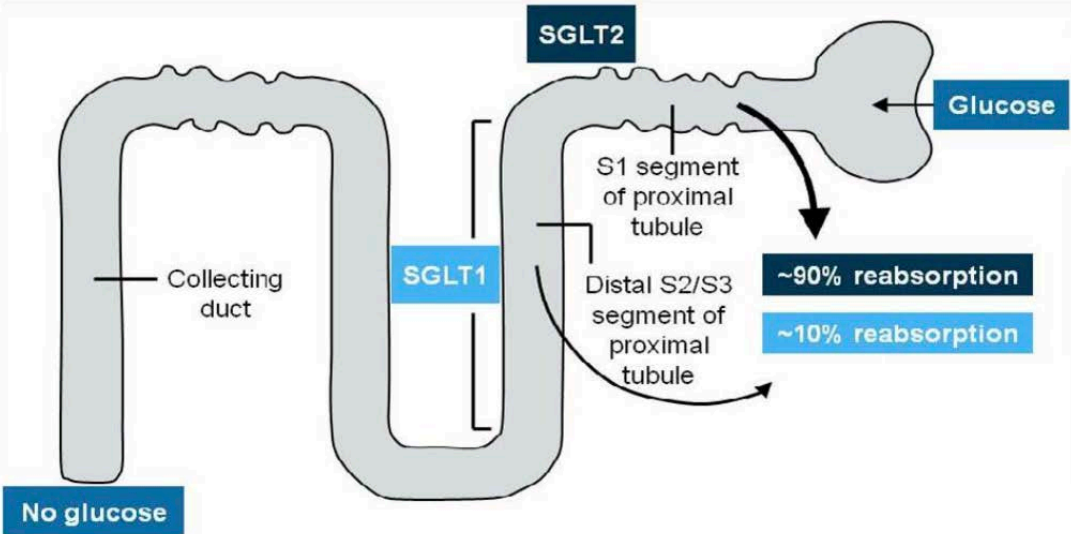 SGLT2
Glucose
S1 segment
of proximal
tubule
SGLT1
Collecting
duct
Distal S2/S3
segment of
proximal
tubule
~90% reabsorption
~10% reabsorption
No glucose